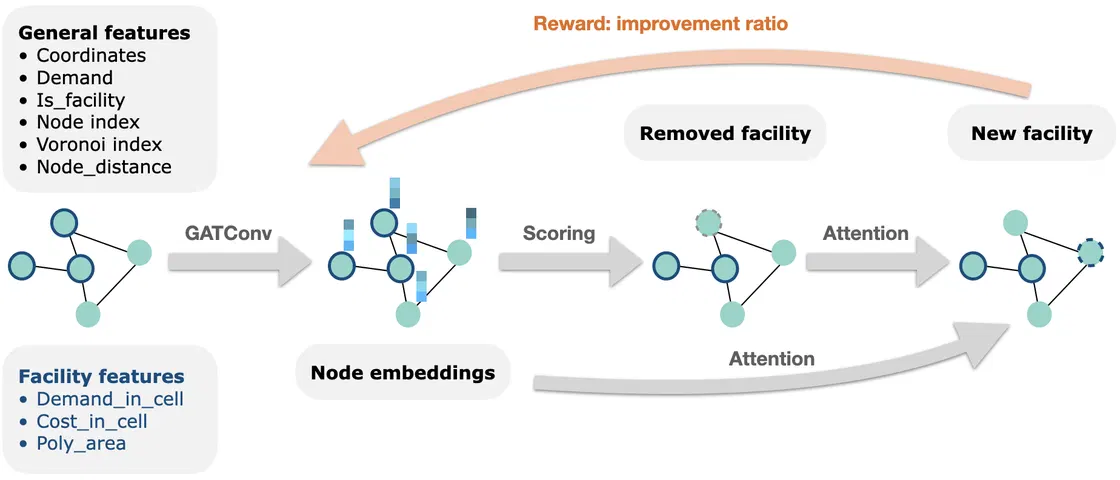 General features
• Coordinates
• Demand
• Is_facility
• Node index
• Voronoi index
• Node_distance
Reward: improvement ratio
Removed facility
New facility
GATConv
Scoring
Attention
Facility features
• Demand_in_cell
• Cost_in_cell
• Poly_area
Node embeddings
Attention